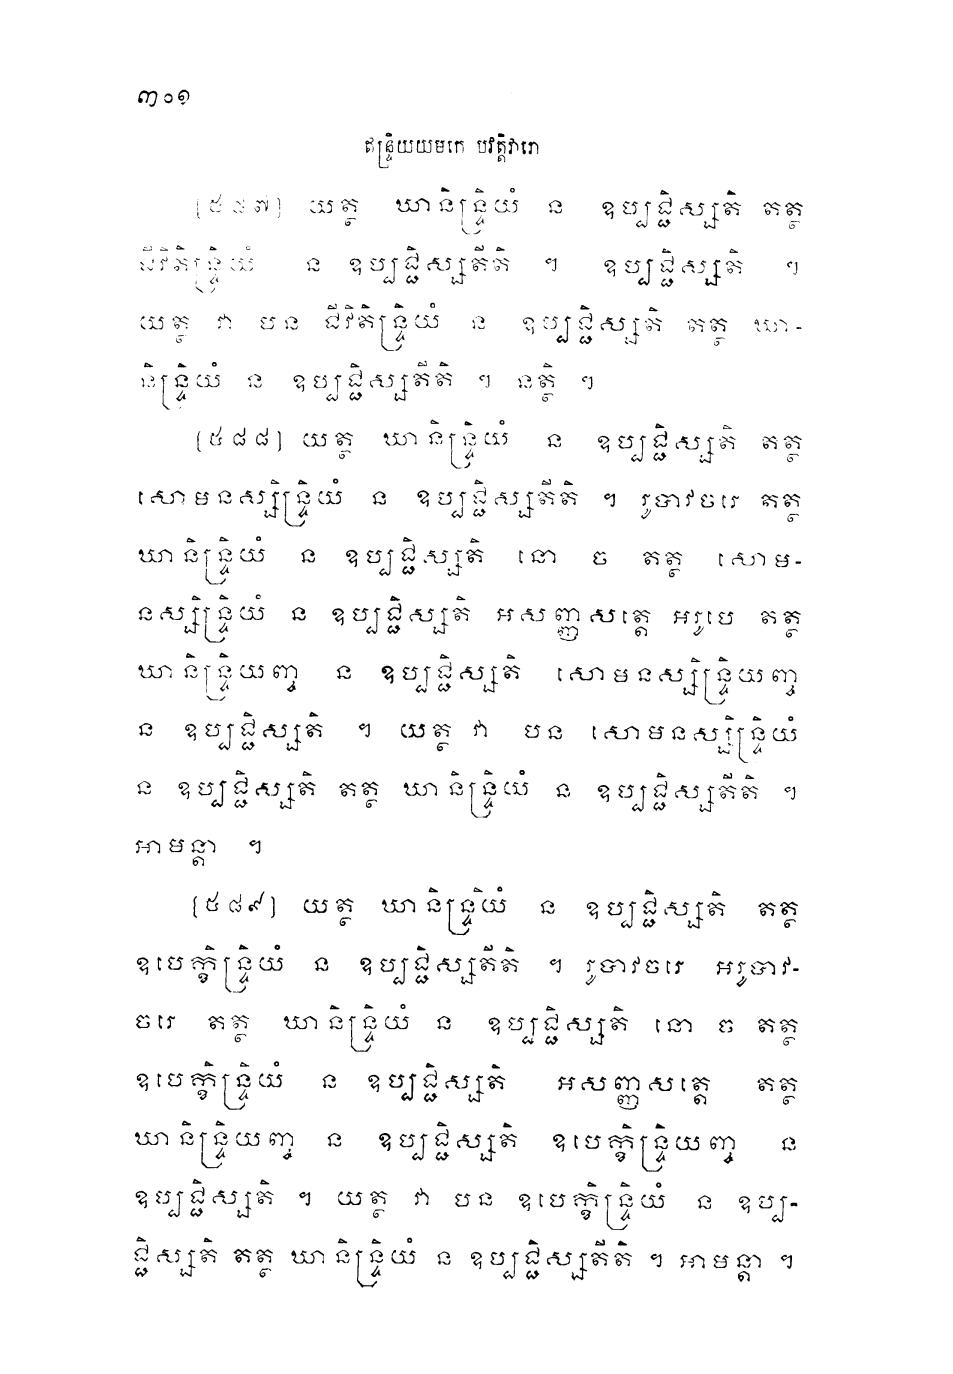 ៣០១
ឥន្ទ្រិយយមកេ បវត្តិវារោ
[៥៨៧] យត្ថ ឃានិន្ទ្រិយំ ន ឧប្បជ្ជិស្សតិ តត្ថ
ជីវិតិន្ទ្រិយំ ន ឧប្បជ្ជិស្សតីតិ ។ ឧប្បជ្ជិស្សតិ ។
យត្ថ វា បន ជីវិតិន្ទ្រិយំ ន ឧប្បជ្ជិស្សតិ តត្ថ ឃា-
និន្ទ្រិយំ ន ឧប្បជ្ជិស្សតីតិ ។ នត្ថិ ។
[៥៨៨] យត្ថ ឃានិន្ទ្រិយំ ន ឧប្បជ្ជិស្សតិ តត្ថ
សោមនស្សិន្ទ្រិយំ ន ឧប្បជ្ជិស្សតីតិ ។ រូបាវចរេ តត្ថ
ឃានិន្ទ្រិយំ ន ឧប្បជ្ជិស្សតិ នោ ច តត្ថ សោម-
នស្សិន្ទ្រិយំ ន ឧប្បជ្ជិស្សតិ អសញ្ញសត្តេ អរូបេ តត្ថ
ឃានិន្ទ្រិយញ្ច ន ឧប្បជ្ជិស្សតិ សោមនស្សិន្ទ្រិយញ្ច
ន ឧប្បជ្ជិស្សតិ ។ យត្ថ វា បន សោមនស្សិន្ទ្រិយំ
ន ឧប្បជ្ជិស្សតិ តត្ថ ឃានិន្ទ្រិយំ ន ឧប្បជ្ជិស្សតីតិ ។
អាមន្តា ។
[៥៨៩] យត្ថ ឃានិន្ទ្រិយំ ន ឧប្បជ្ជិស្សតិ តត្ថ
ឧបេក្ខិន្ទ្រិយំ ន ឧប្បជ្ជិស្សតីតិ ។ រូបាវចរេ អរូបាវ-
ចរេ តត្ថ ឃានិន្ទ្រិយំ ន ឧប្បជ្ជិស្សតិ នោ ច តត្ថ
ឧបេក្ខិន្ទ្រិយំ ន ឧប្បជ្ជិស្សតិ អសញ្ញសត្តេ តត្ថ
ឃានិន្ទ្រិយញ្ច ន ឧប្បជ្ជិស្សតិ ឧបេក្ខិន្ទ្រិយញ្ច ន
ឧប្បជ្ជិស្សតិ ។ យត្ថ វា បន ឧបេក្ខិន្ទ្រិយំ ន ឧប្ប-
ជ្ជិស្សតិ តត្ថ ឃានិន្ទ្រិយំ ន ឧប្បជ្ជិស្សតីតិ ។ អាមន្តា ។